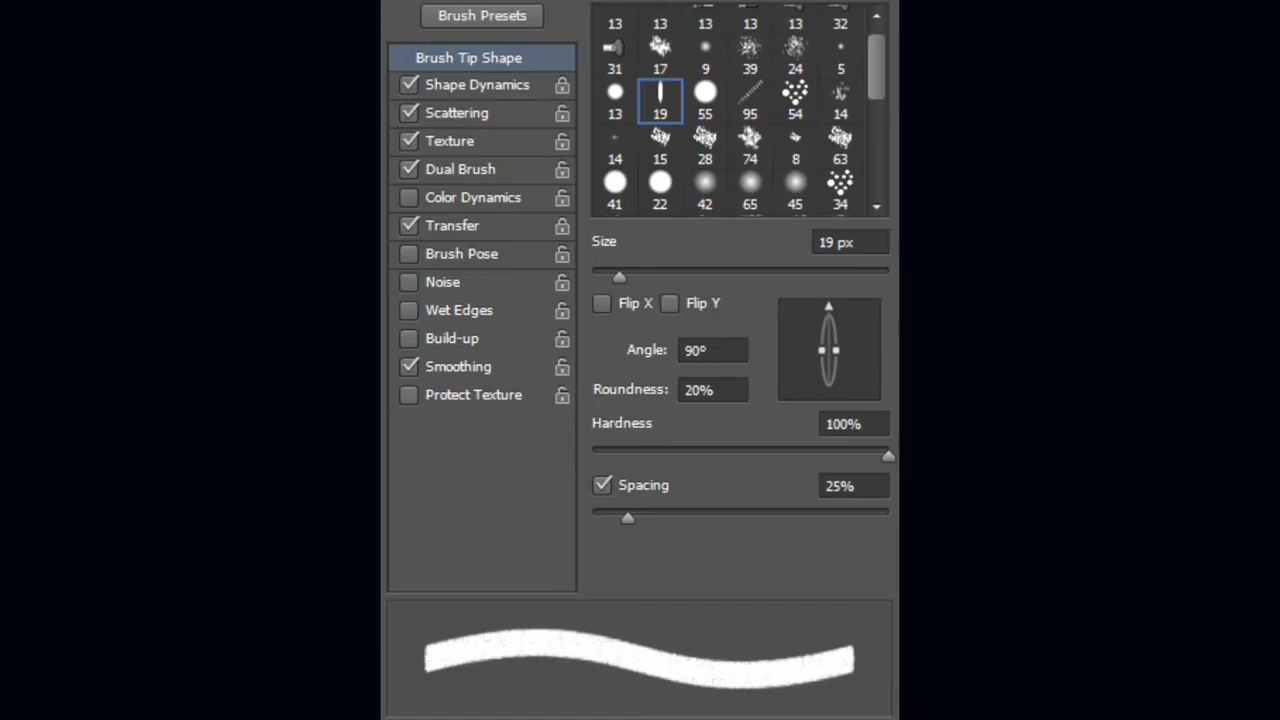 Brush Presets
Brush Tip Shape
Shape Dynamics
Scattering
Texture
Dual Brush
Color Dynamics
Transfer
Brush Pose
Noise
Wet Edges
Build-up
Smoothing
Protect Texture
13 13 13 13 13 32
31 17 9 39 24 5
13 19 55 95 54 14
14 15 28 74 8 63
41 22 42 65 45 34
Size 19 px
Flip X Flip Y
Angle: 90º
Roundness: 20%
Hardness 100%
Spacing 25%